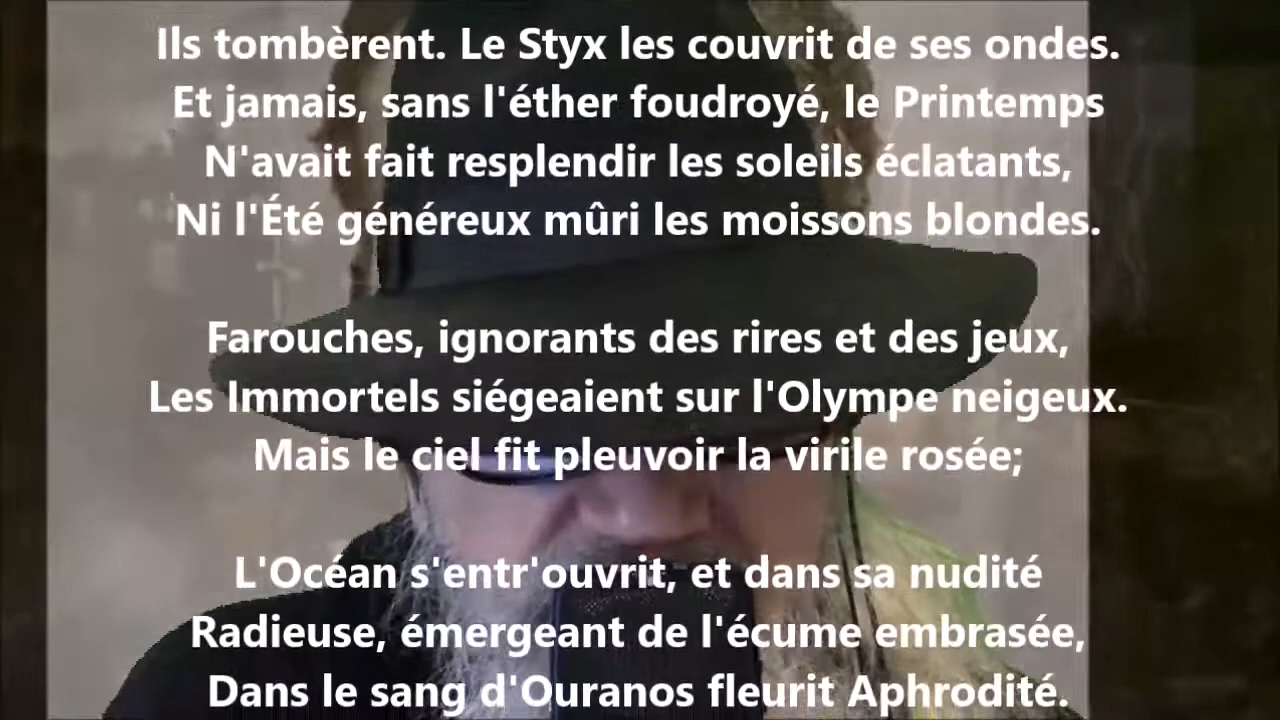 Ils tombèrent. Le Styx les couvrit de ses ondes.
Et jamais, sans l'éther foudroyé, le Printemps
N'avait fait resplendir les soleils éclatants,
Ni l'Été généreux mûri les moissons blondes.
Farouches, ignorants des rires et des jeux,
Les Immortels siégeaient sur l'Olympe neigeux.
Mais le ciel fit pleuvoir la virile rosée;
L'Océan s'entr'ouvrit, et dans sa nudité
Radieuse, émergeant de l'écume embrasée,
Dans le sang d'Ouranos fleurit Aphrodité.